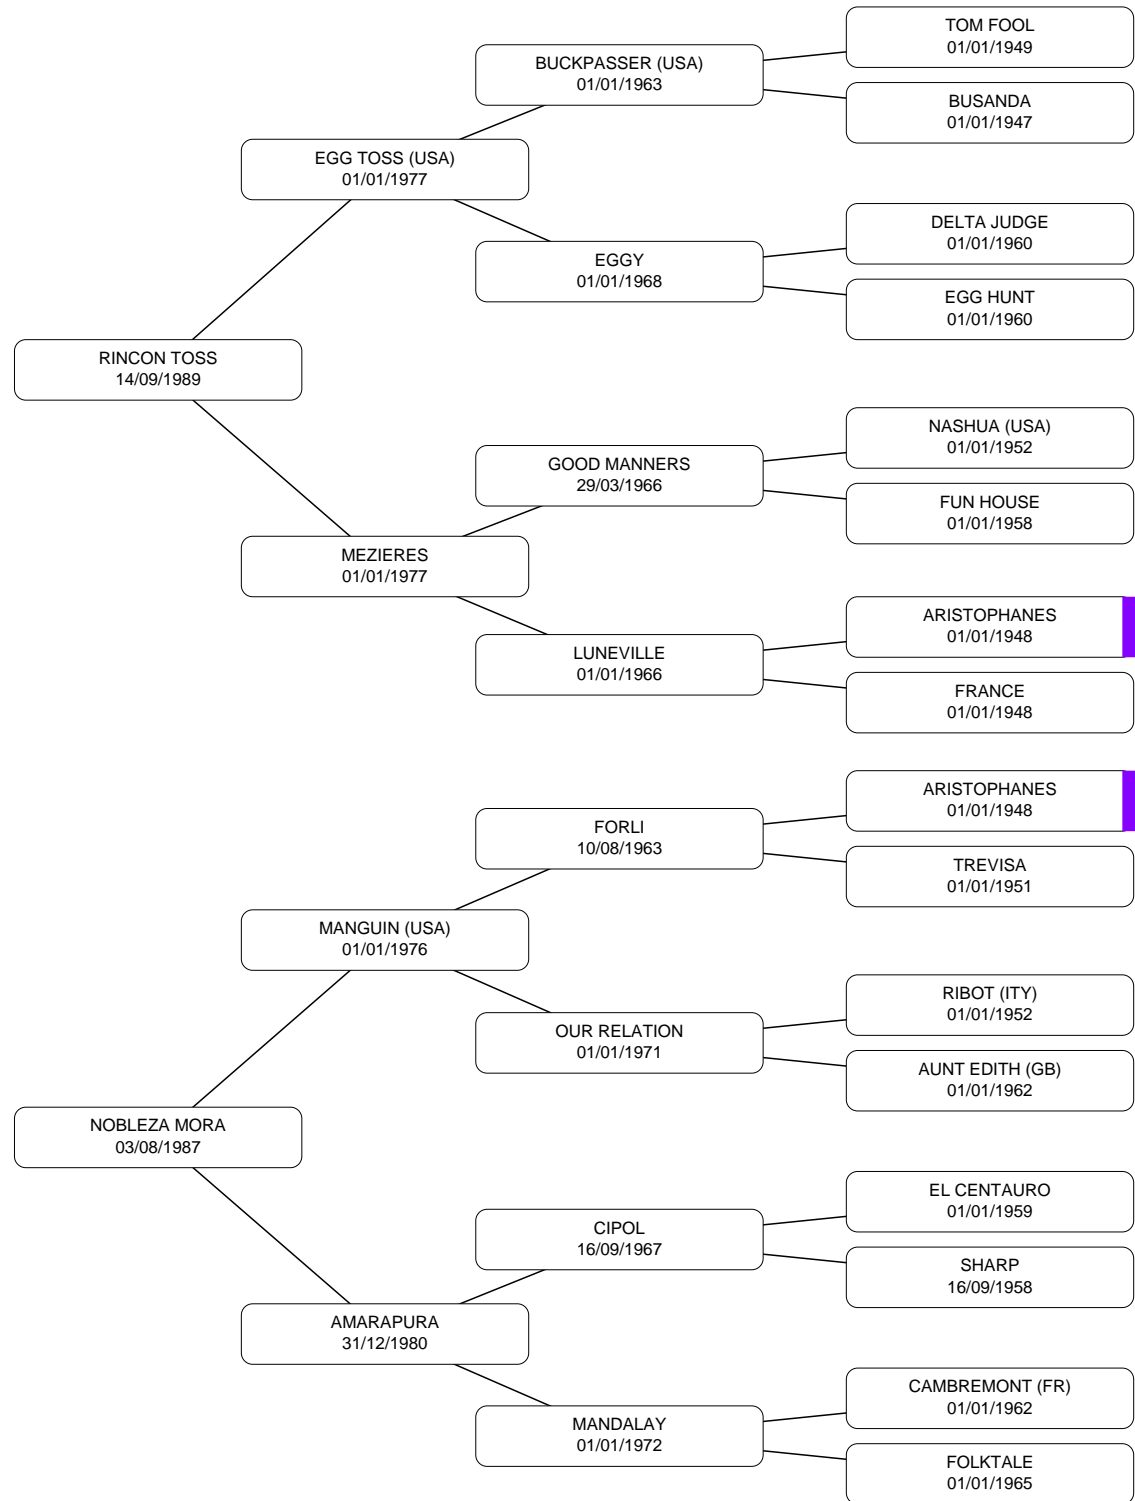 TOM FOOL
01/01/1949
BUCKPASSER (USA)
01/01/1963
BUSANDA
01/01/1947
EGG TOSS (USA)
01/01/1977
DELTA JUDGE
01/01/1960
EGGY
01/01/1968
EGG HUNT
01/01/1960
RINCON TOSS
14/09/1989
NASHUA (USA)
01/01/1952
GOOD MANNERS
29/03/1966
FUN HOUSE
01/01/1958
MEZIERES
01/01/1977
ARISTOPHANES
01/01/1948
LUNEVILLE
01/01/1966
FRANCE
01/01/1948
ARISTOPHANES
01/01/1948
FORLI
10/08/1963
TREVISA
01/01/1951
MANGUIN (USA)
01/01/1976
RIBOT (ITY)
01/01/1952
OUR RELATION
01/01/1971
AUNT EDITH (GB)
01/01/1962
NOBLEZA MORA
03/08/1987
EL CENTAURO
01/01/1959
CIPOL
16/09/1967
SHARP
16/09/1958
AMARAPURA
31/12/1980
CAMBREMONT (FR)
01/01/1962
MANDALAY
01/01/1972
FOLKTALE
01/01/1965